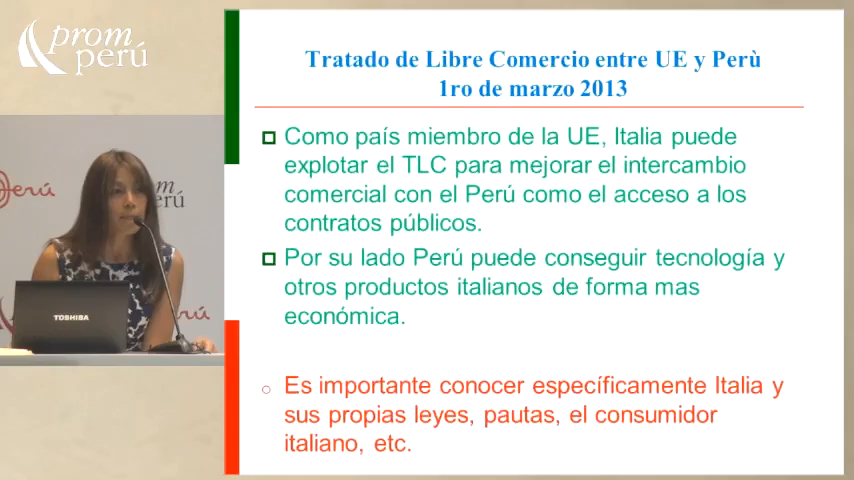 prom
perú
Tratado de Libre Comercio entre UE y Perù
1ro de marzo 2013
Como país miembro de la UE, Italia puede
explotar el TLC para mejorar el intercambio
comercial con el Perú como el acceso a los
contratos públicos.
Por su lado Perú puede conseguir tecnología y
otros productos italianos de forma mas
económica.
Es importante conocer específicamente Italia y
sus propias leyes, pautas, el consumidor
italiano, etc.
Perú
TOSHIBA